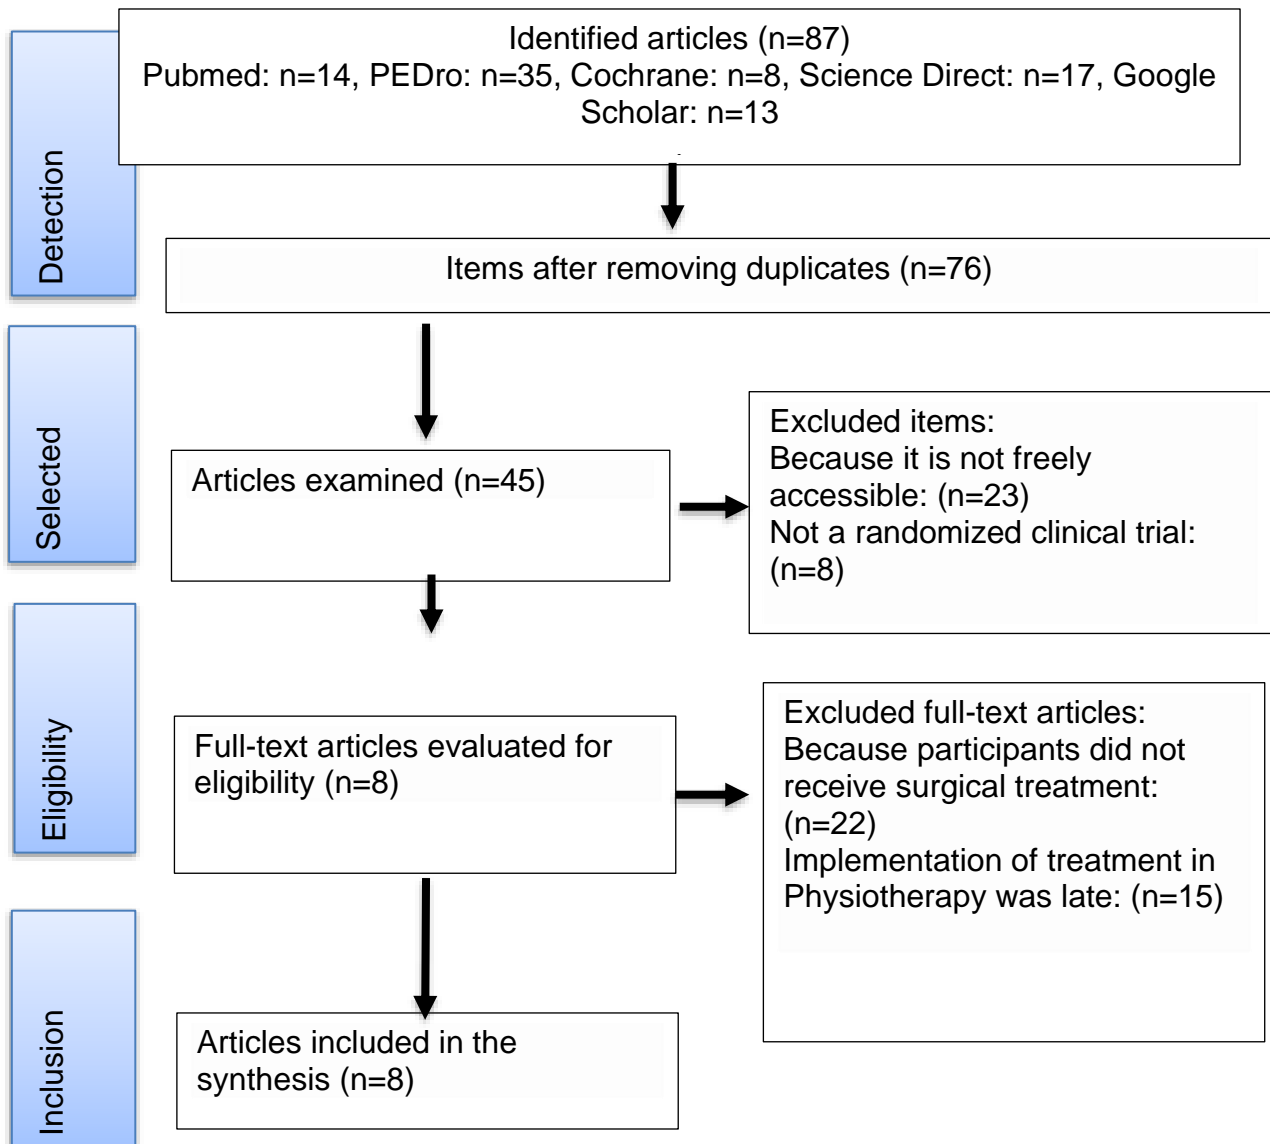 Identified articles (n=87)
Pubmed: n=14, PEDro: n=35, Cochrane: n=8, Science Direct: n=17, Google
Scholar: n=13
Detection
Items after removing duplicates (n=76)
Selected
Articles examined (n=45)
Excluded items:
Because it is not freely
accessible: (n=23)
Not a randomized clinical trial:
(n=8)
Eligibility
Full-text articles evaluated for
eligibility (n=8)
Excluded full-text articles:
Because participants did not
receive surgical treatment:
(n=22)
Implementation of treatment in
Physiotherapy was late: (n=15)
Inclusion
Articles included in the
synthesis (n=8)